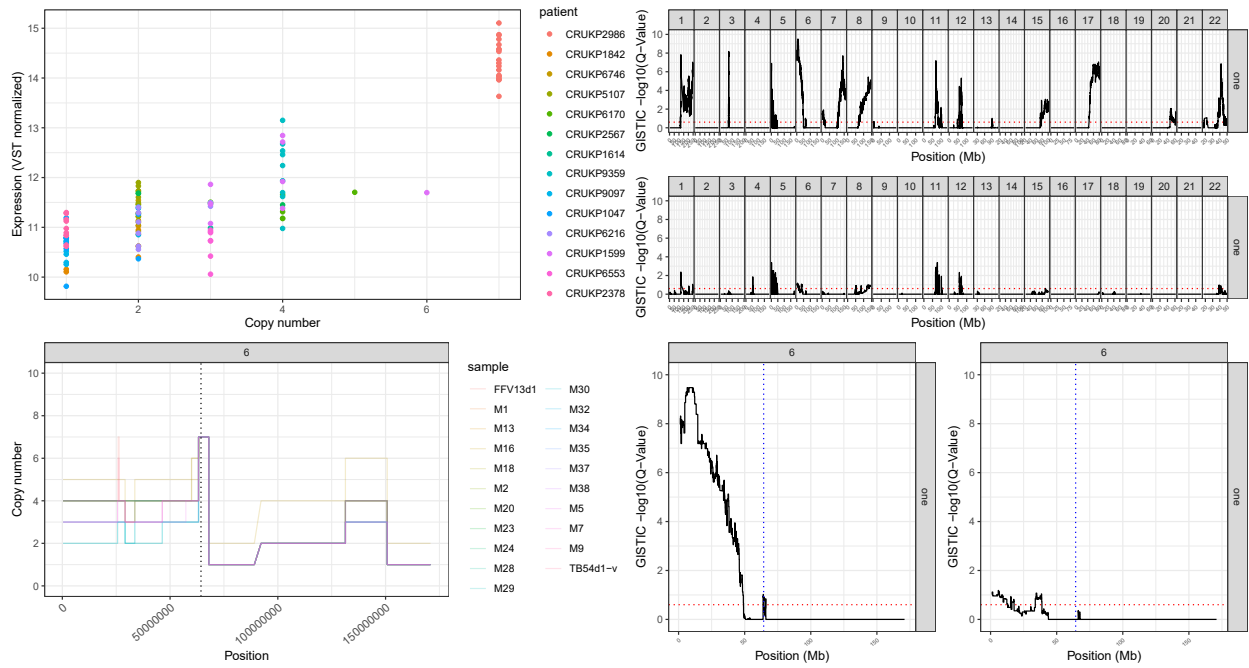 patient
CRUKP2986
CRUKP1842
CRUKP6746
CRUKP5107
CRUKP6170
CRUKP2567
CRUKP1614
CRUKP9359
CRUKP9097
CRUKP1047
CRUKP6216
CRUKP1599
CRUKP6553
CRUKP2378
Expression (VST normalized)
15
14
13
12
11
10
2 4 6
Copy number
1 2 3 4 5 6 7 8 9 10 11 12 13 14 15 16 17 18 19 20 21 22
GISTIC −log10(Q−Value)
10
8
6
4
2
0
one
Position (Mb)
1 2 3 4 5 6 7 8 9 10 11 12 13 14 15 16 17 18 19 20 21 22
GISTIC −log10(Q−Value)
10
8
6
4
2
0
one
Position (Mb)
6
Copy number
10
8
6
4
2
0
0 50000000 100000000 150000000
Position
sample
FFV13d1
M1
M13
M16
M18
M2
M20
M23
M24
M28
M29
M30
M32
M34
M35
M37
M38
M5
M7
M9
TB54d1−v
6
GISTIC −log10(Q−Value)
10
8
6
4
2
0
0 50 100 150
Position (Mb)
one
6
GISTIC −log10(Q−Value)
10
8
6
4
2
0
0 50 100 150
Position (Mb)
one